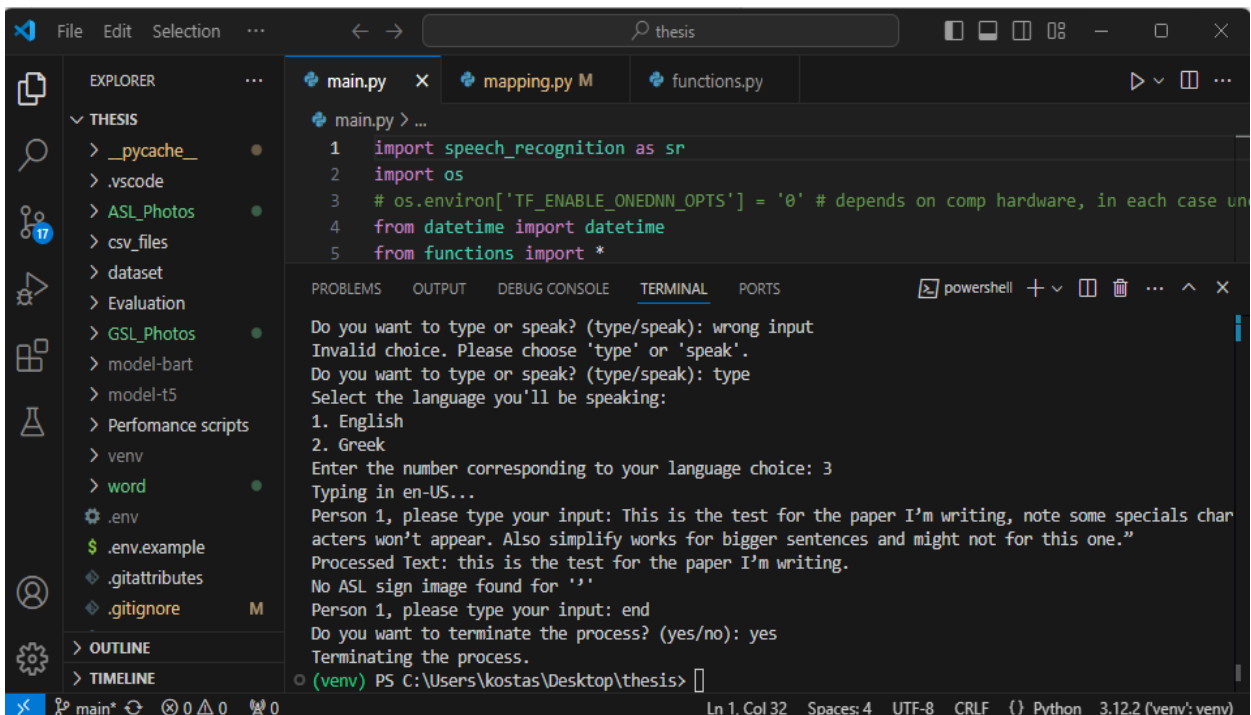 File Edit Selection ...
thesis
EXPLORER ...
main.py
mapping.py M
functions.py
THESIS
__pycache__
.vscode
ASL_Photos
csv_files
dataset
Evaluation
GSL_Photos
model-bart
model-t5
Perfomance scripts
venv
word
.env
$ .env.example
.gitattributes
.gitignore M
OUTLINE
TIMELINE
17
main.py > ...
1 import speech_recognition as sr
2 import os
3 # os.environ['TF_ENABLE_ONEDNN_OPTS'] = '0' # depends on comp hardware, in each case un
4 from datetime import datetime
5 from functions import *
PROBLEMS OUTPUT DEBUG CONSOLE TERMINAL PORTS
powershell
Do you want to type or speak? (type/speak): wrong input
Invalid choice. Please choose 'type' or 'speak'.
Do you want to type or speak? (type/speak): type
Select the language you'll be speaking:
1. English
2. Greek
Enter the number corresponding to your language choice: 3
Typing in en-US...
Person 1, please type your input: This is the test for the paper I’m writing, note some specials char
acters won’t appear. Also simplify works for bigger sentences and might not for this one.”
Processed Text: this is the test for the paper I’m writing.
No ASL sign image found for '’'
Person 1, please type your input: end
Do you want to terminate the process? (yes/no): yes
Terminating the process.
(venv) PS C:\Users\kostas\Desktop\thesis>
main* 0 0 0 Ln 1, Col 32 Spaces: 4 UTF-8 CRLF {} Python 3.12.2 ('venv': venv)